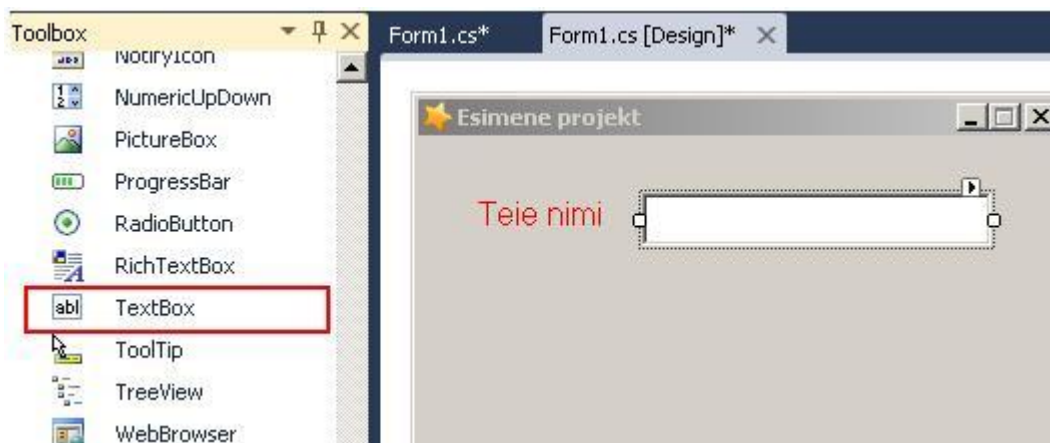 Toolbox
NotifyIcon
NumericUpDown
PictureBox
ProgressBar
RadioButton
RichTextBox
abl TextBox
ToolTip
TreeView
WebBrowser
Form1.cs*
Form1.cs [Design]*
Esimene projekt
Teie nimi